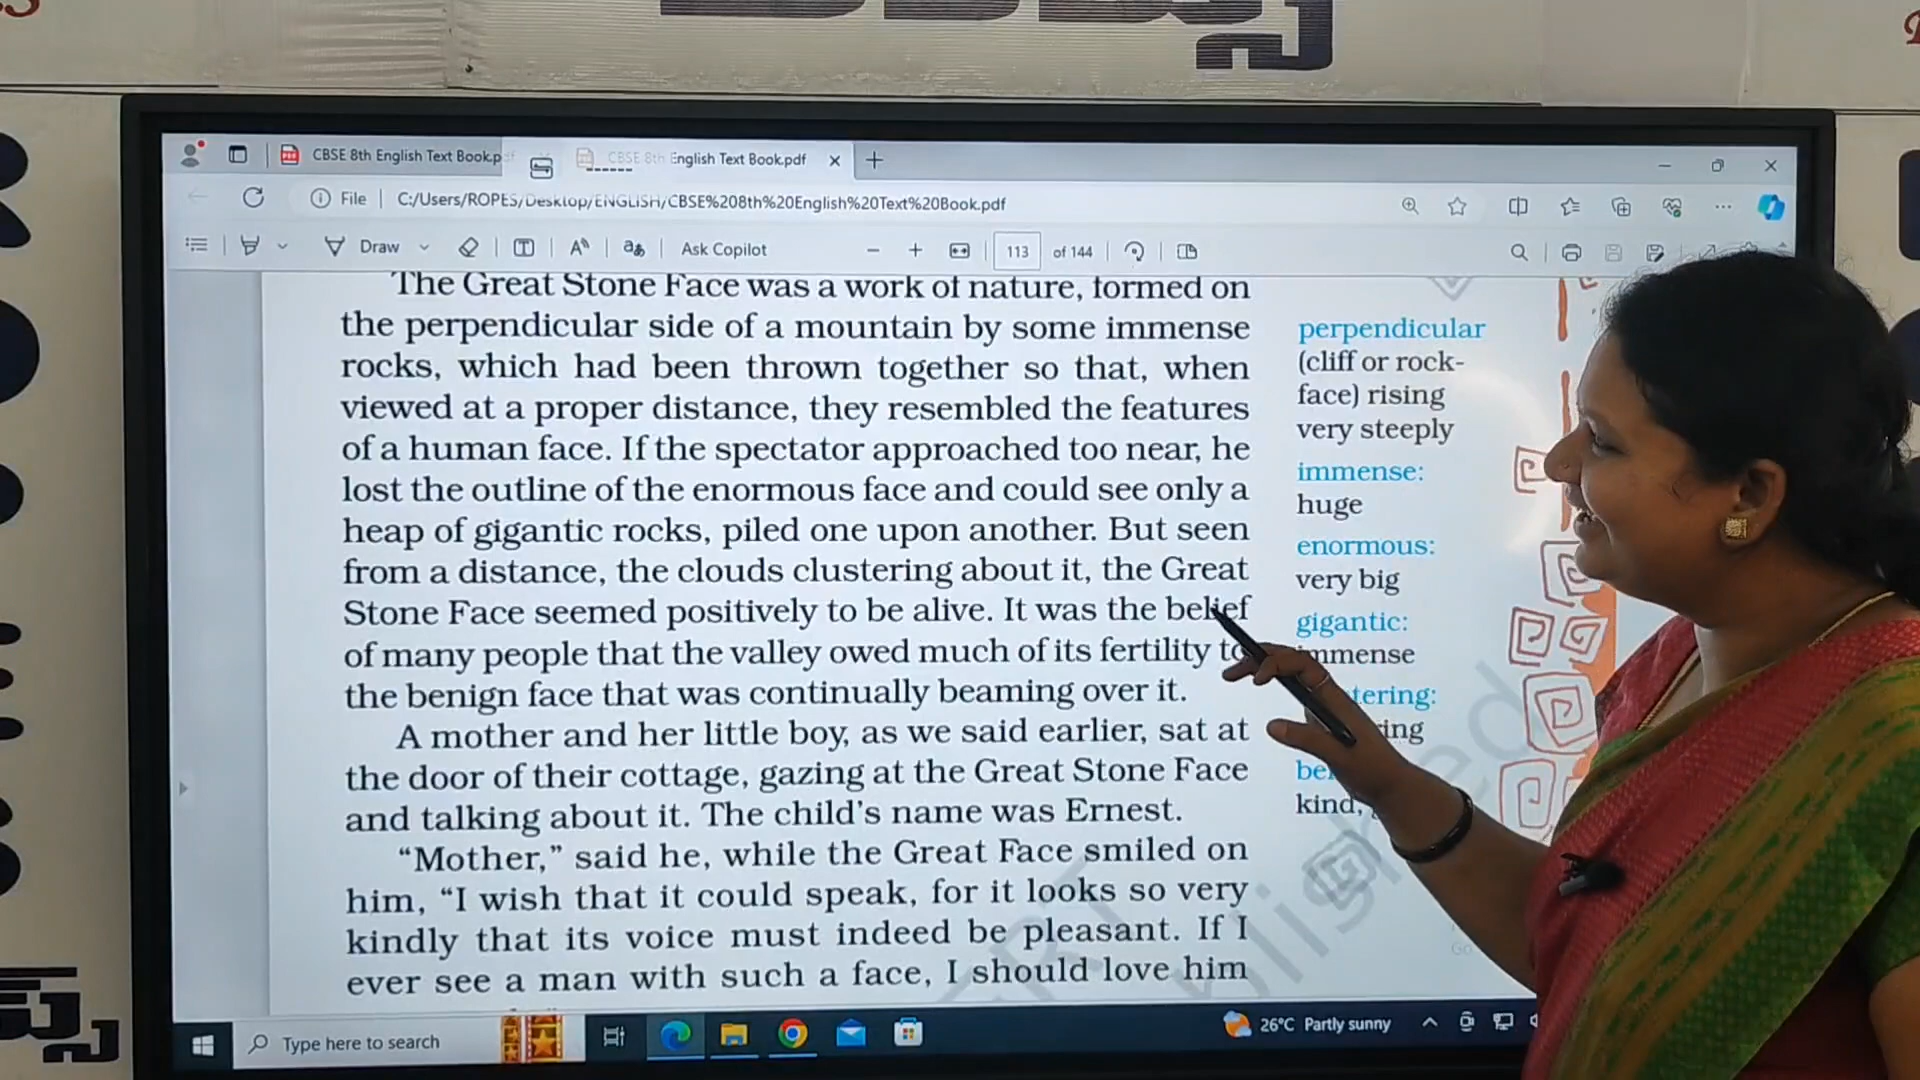 CBSE 8th English Text Book.p
CBSE 8th English Text Book.pdf
File
C:/Users/ROPES/Desktop/ENGLISH/CBSE%208th%20English%20Text%20Book.pdf
Draw
Ask Copilot
113 of 144
The Great Stone Face was a work of nature, formed on
the perpendicular side of a mountain by some immense
rocks, which had been thrown together so that, when
viewed at a proper distance, they resembled the features
of a human face. If the spectator approached too near, he
lost the outline of the enormous face and could see only a
heap of gigantic rocks, piled one upon another. But seen
from a distance, the clouds clustering about it, the Great
Stone Face seemed positively to be alive. It was the belief
of many people that the valley owed much of its fertility to
the benign face that was continually beaming over it.
A mother and her little boy, as we said earlier, sat at
the door of their cottage, gazing at the Great Stone Face
and talking about it. The child's name was Ernest.
“Mother,” said he, while the Great Face smiled on
him, “I wish that it could speak, for it looks so very
kindly that its voice must indeed be pleasant. If I
ever see a man with such a face, I should love him
perpendicular
(cliff or rock-
face) rising
very steeply
immense:
huge
enormous:
very big
gigantic:
immense
tering:
ring
be
kind,
Type here to search
26°C Partly sunny